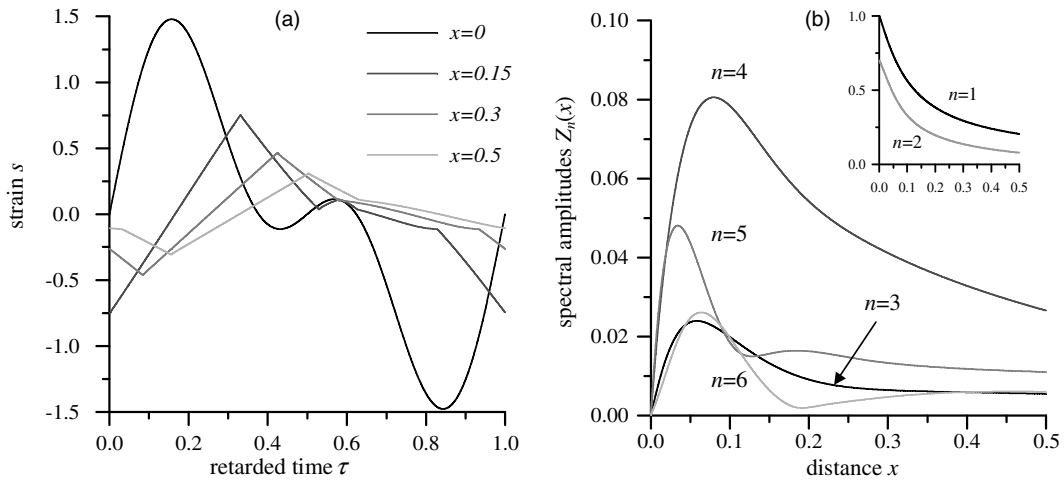 (a)
1.5
1.0
0.5
0.0
-0.5
-1.0
-1.5
strain s
x=0
x=0.15
x=0.3
x=0.5
0.0 0.2 0.4 0.6 0.8 1.0
retarded time τ
(b)
0.10
0.08
0.06
0.04
0.02
0.00
spectral amplitudes Zn(x)
n=4
n=5
n=3
n=6
0.0 0.1 0.2 0.3 0.4 0.5
distance x
1.0
0.5
0.0
n=1
n=2
0.0 0.1 0.2 0.3 0.4 0.5